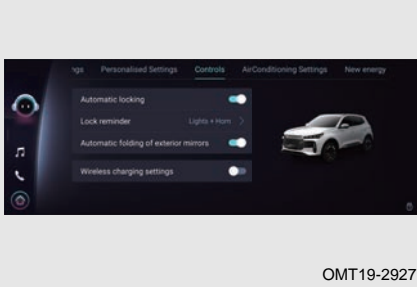 ngs Personalised Settings Controls AirConditioning Settings New energy
Automatic locking
Lock reminder Lights + Horn
Automatic folding of exterior mirrors
Wireless charging settings
OMT19-2927